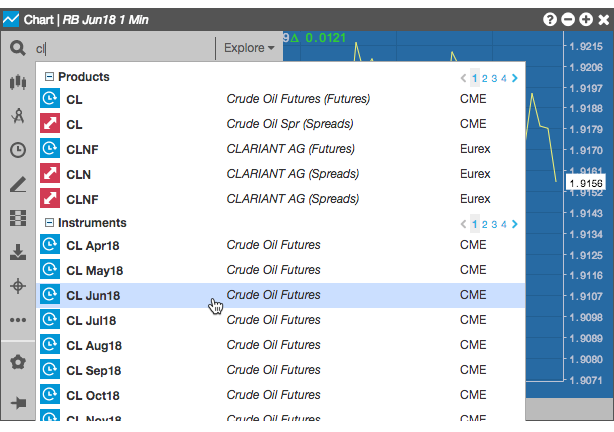 Chart | RB Jun18 1 Min
cl
Explore
9Δ 0.0121
Products
1 2 3 4
CL Crude Oil Futures (Futures) CME
CL Crude Oil Spr (Spreads) CME
CLNF CLARIANT AG (Futures) Eurex
CLN CLARIANT AG (Spreads) Eurex
CLNF CLARIANT AG (Spreads) Eurex
Instruments
1 2 3 4
CL Apr18 Crude Oil Futures CME
CL May18 Crude Oil Futures CME
CL Jun18 Crude Oil Futures CME
CL Jul18 Crude Oil Futures CME
CL Aug18 Crude Oil Futures CME
CL Sep18 Crude Oil Futures CME
CL Oct18 Crude Oil Futures CME
CL Nov18 Crude Oil Futures CME
1.9215
1.9206
1.9197
1.9188
1.9179
1.9170
1.9161
1.9156
1.9152
1.9143
1.9134
1.9125
1.9116
1.9107
1.9098
1.9089
1.9080
1.9071